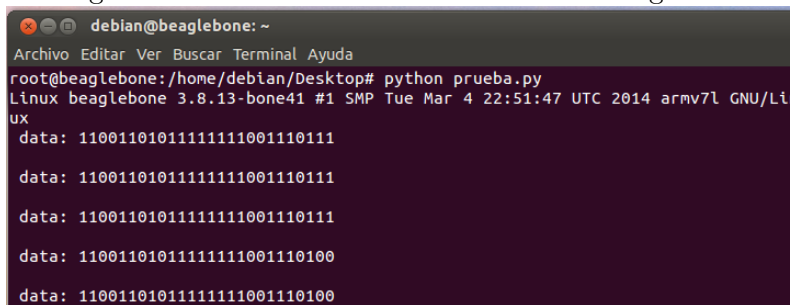 debian@beaglebone: ~
Archivo Editar Ver Buscar Terminal Ayuda
root@beaglebone:/home/debian/Desktop# python prueba.py
Linux beaglebone 3.8.13-bone41 #1 SMP Tue Mar 4 22:51:47 UTC 2014 armv7l GNU/Li
ux
data: 110011010111111111001110111
data: 110011010111111111001110111
data: 110011010111111111001110111
data: 110011010111111111001110100
data: 110011010111111111001110100